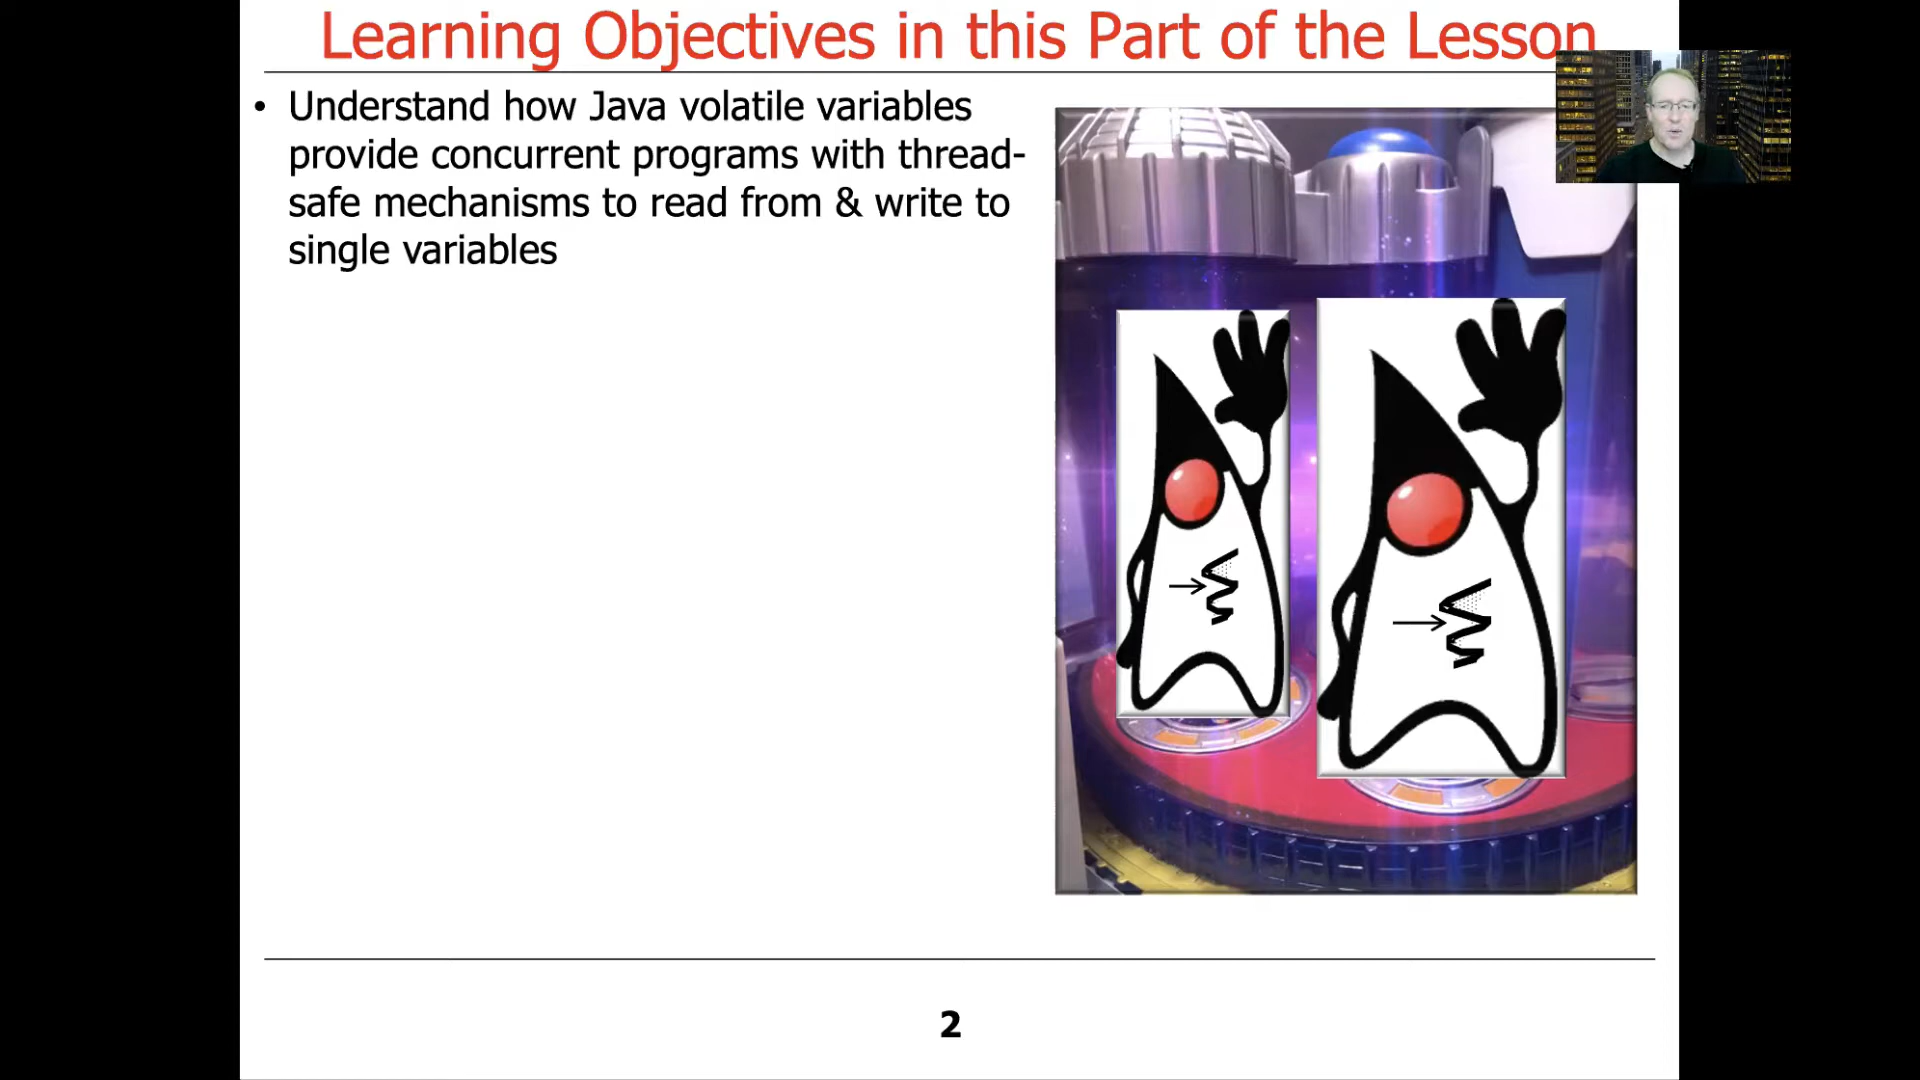 Learning Objectives in this Part of the Lesson
• Understand how Java volatile variables
provide concurrent programs with thread-
safe mechanisms to read from & write to
single variables
2